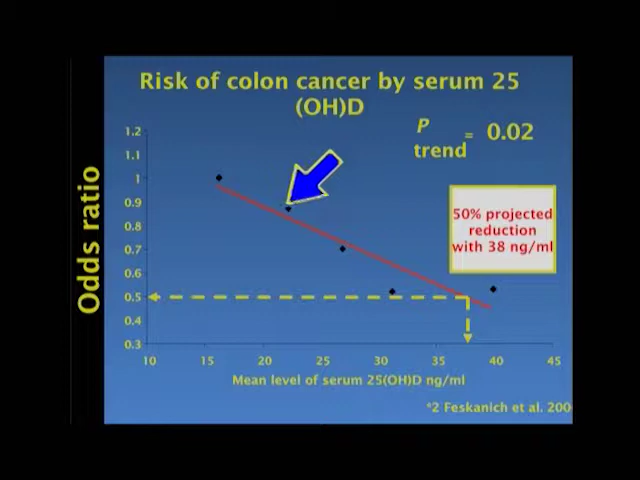 Risk of colon cancer by serum 25
(OH)D
P
trend = 0.02
50% projected
reduction
with 38 ng/ml
Odds ratio
1.2
1.1
1
0.9
0.8
0.7
0.6
0.5
0.4
0.3
10 15 20 25 30 35 40 45
Mean level of serum 25(OH)D ng/ml
*2 Feskanich et al. 200